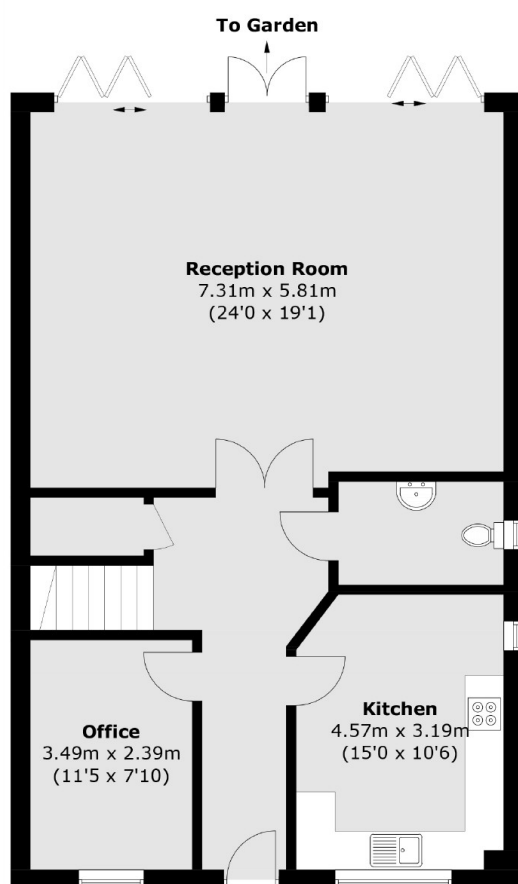 To Garden
Reception Room
7.31m x 5.81m
(24'0 x 19'1)
Office
3.49m x 2.39m
(11'5 x 7'10)
Kitchen
4.57m x 3.19m
(15'0 x 10'6)